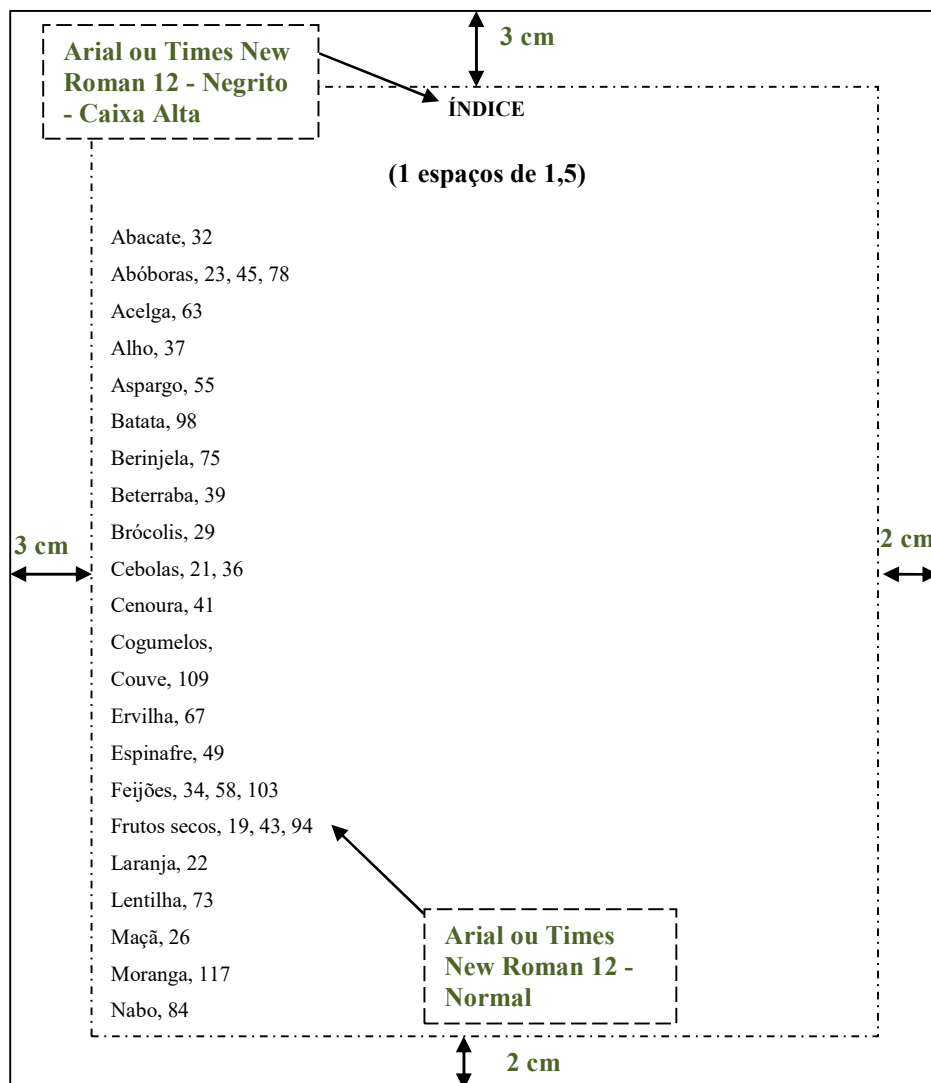 3 cm
Arial ou Times New
Roman 12 - Negrito
- Caixa Alta
ÍNDICE
(1 espaços de 1,5)
Abacate, 32
Abóboras, 23, 45, 78
Acelga, 63
Alho, 37
Aspargo, 55
Batata, 98
Berinjela, 75
Beterraba, 39
Brócolis, 29
3 cm
2 cm
Cebolas, 21, 36
Cenoura, 41
Cogumelos,
Couve, 109
Ervilha, 67
Espinafre, 49
Feijões, 34, 58, 103
Frutos secos, 19, 43, 94
Laranja, 22
Lentilha, 73
Maçã, 26
Moranga, 117
Nabo, 84
Arial ou Times
New Roman 12 -
Normal
2 cm